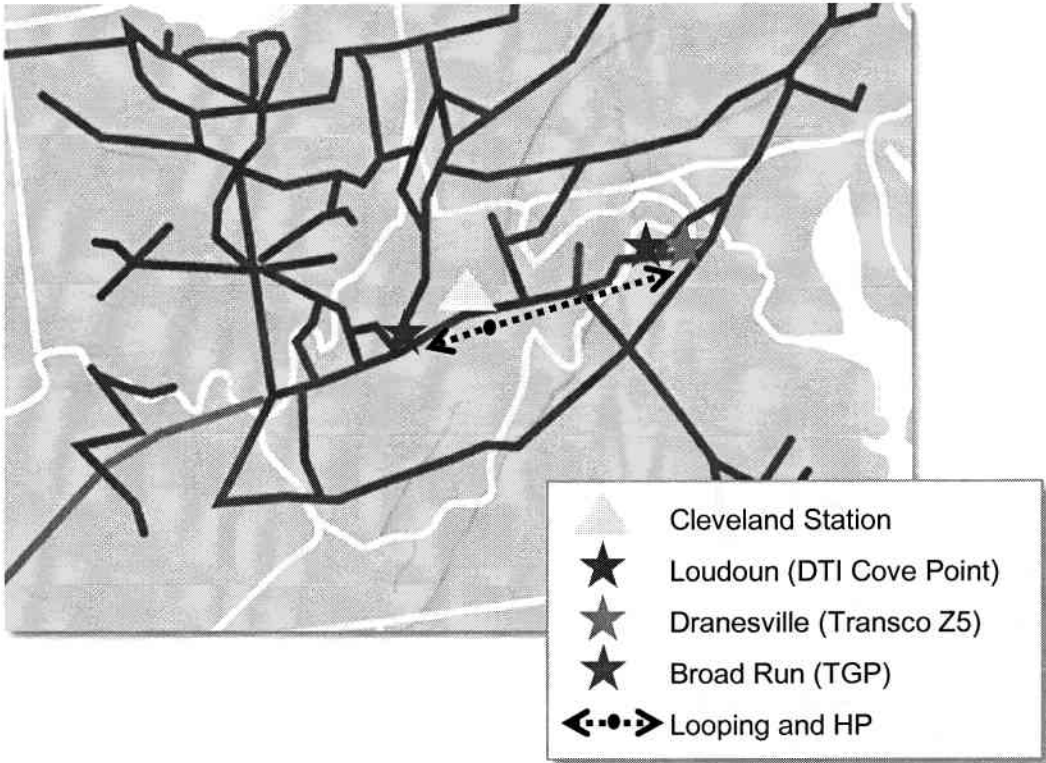 Cleveland Station
Loudoun (DTI Cove Point)
Dranesville (Transco Z5)
Broad Run (TGP)
Looping and HP